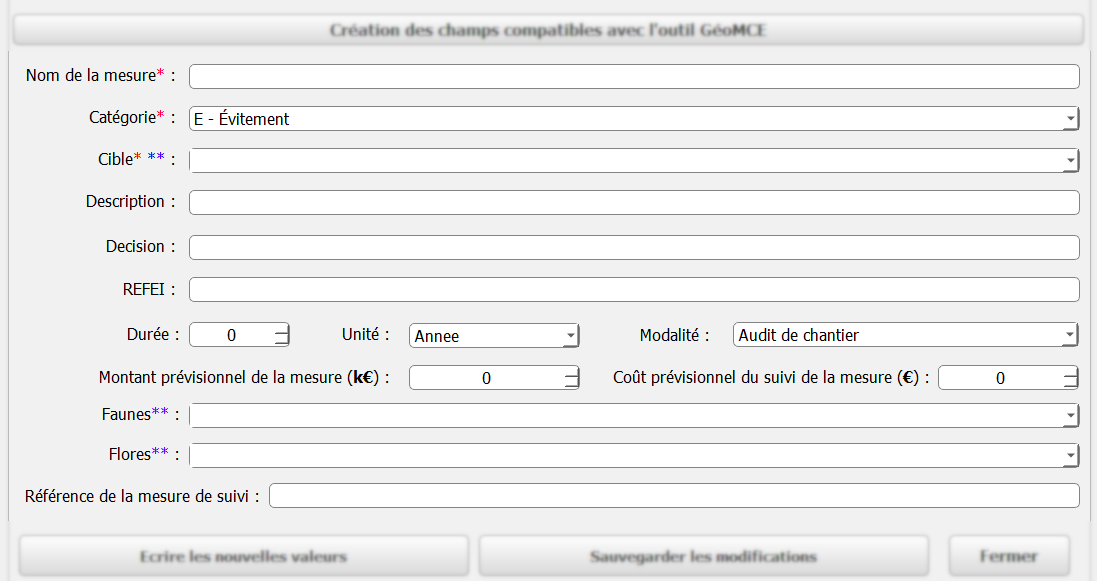 Création des champs compatibles avec l'outil GéoMCE
Nom de la mesure* :
Catégorie* : E - Évitement
Cible* ** :
Description :
Decision :
REFEI :
Durée : 0 Unité : Annee Modalité : Audit de chantier
Montant prévisionnel de la mesure (k€) : 0 Coût prévisionnel du suivi de la mesure (€) : 0
Faunes** :
Flores** :
Référence de la mesure de suivi :
Ecrire les nouvelles valeurs Sauvegarder les modifications Fermer